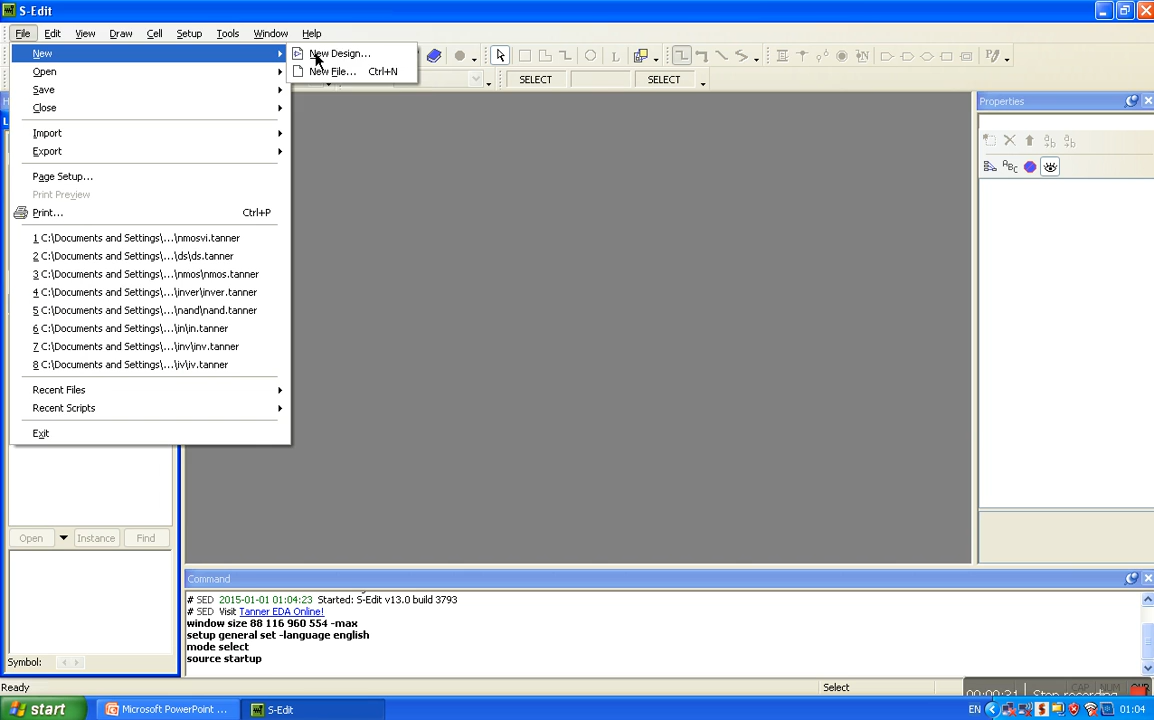 S-Edit
File Edit View Draw Cell Setup Tools Window Help
New
New Design...
Open
New File... Ctrl+N
Save
SELECT SELECT
Close
Properties
Import
Export
Page Setup...
Print Preview
Print... Ctrl+P
1 C:\Documents and Settings\...\nmosvi.tanner
2 C:\Documents and Settings\...\ds\ds.tanner
3 C:\Documents and Settings\...\nmos\nmos.tanner
4 C:\Documents and Settings\...\inver\inver.tanner
5 C:\Documents and Settings\...\nand\nand.tanner
6 C:\Documents and Settings\...\in\in.tanner
7 C:\Documents and Settings\...\inv\inv.tanner
8 C:\Documents and Settings\...\iv\iv.tanner
Recent Files
Recent Scripts
Exit
Open Instance Find
Symbol:
Command
# SED 2015-01-01 01:04:23 Started: S-Edit v13.0 build 3793
# SED Visit Tanner EDA Online!
window size 88 116 960 554 -max
setup general set -language english
mode select
source startup
Ready Select
start Microsoft PowerPoint ... S-Edit EN 01:04